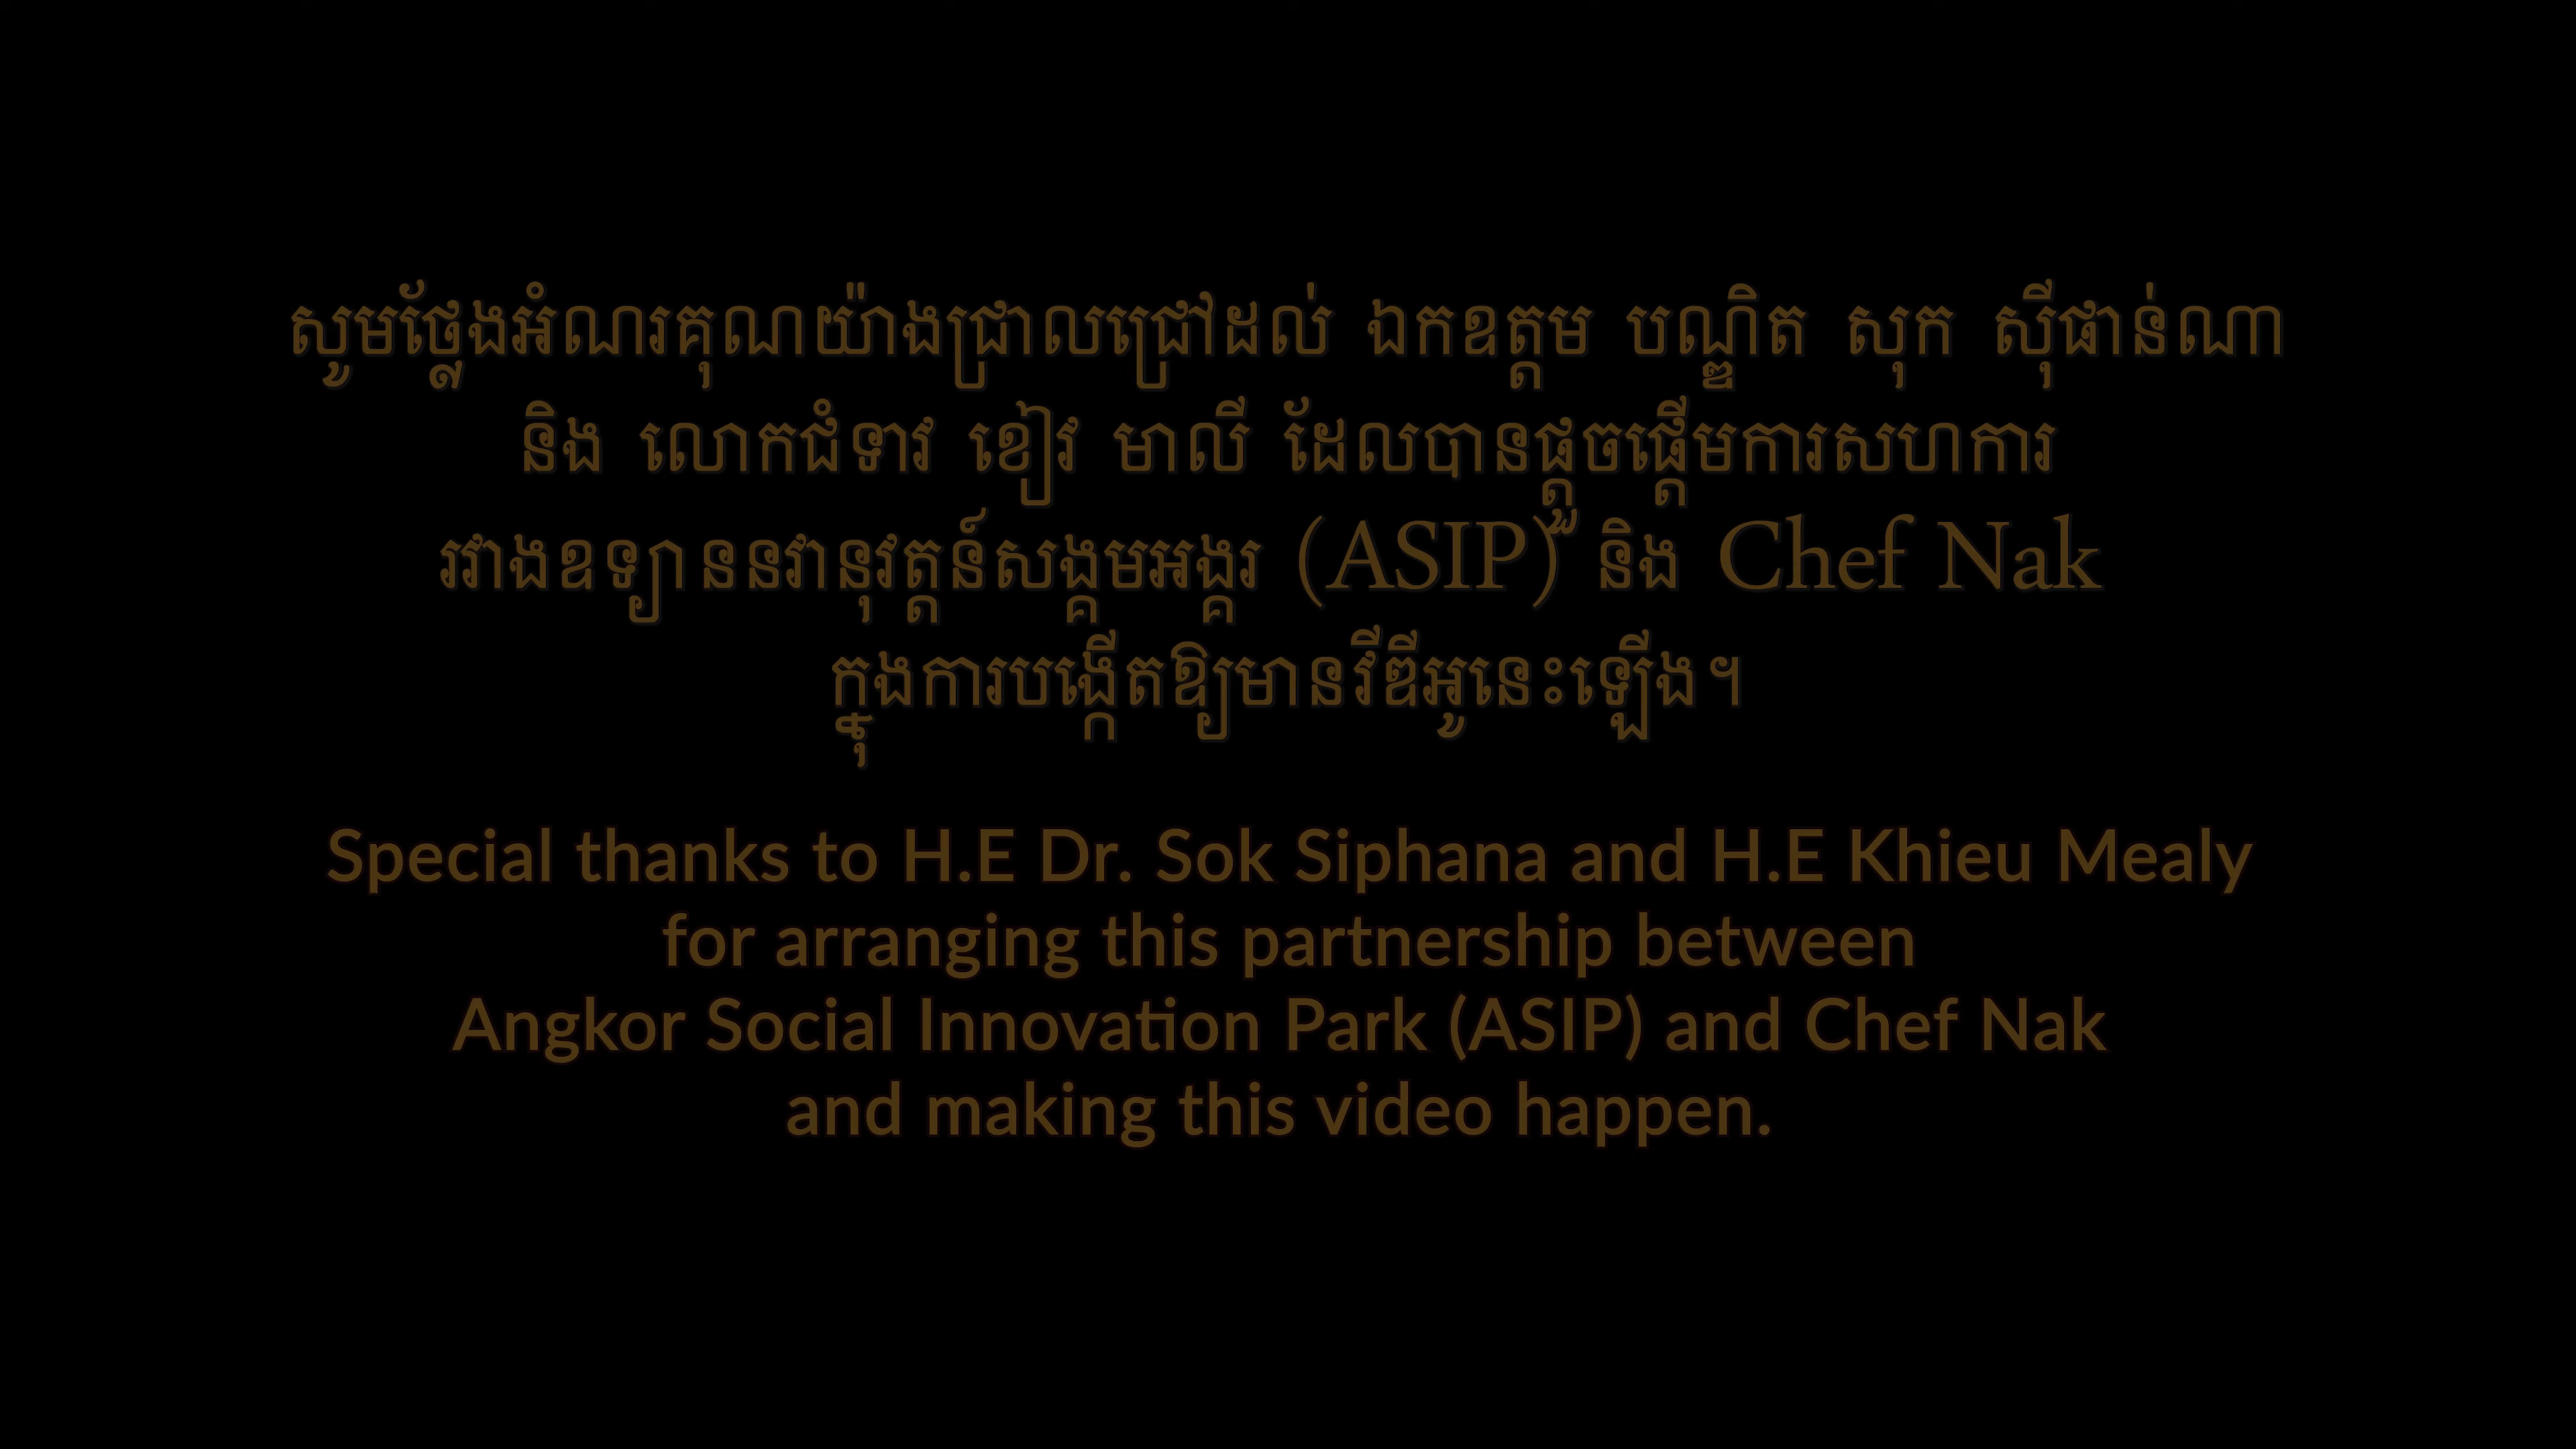 សូមថ្លែងអំណរគុណយ៉ាងជ្រាលជ្រៅដល់ ឯកឧត្តម បណ្ឌិត សុក ស៊ីផាន់ណា
និង លោកជំទាវ ខៀវ មាលី ដែលបានផ្តួចផ្តើមការសហការ
រវាងឧទ្យាននវានុវត្តន៍សង្គមអង្គរ (ASIP) និង Chef Nak
ក្នុងការបង្កើតឱ្យមានវីឌីអូនេះឡើង។
Special thanks to H.E Dr. Sok Siphana and H.E Khieu Mealy
for arranging this partnership between
Angkor Social Innovation Park (ASIP) and Chef Nak
and making this video happen.